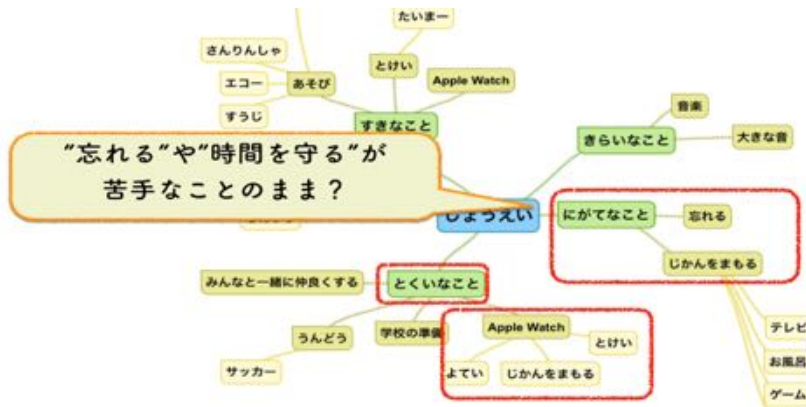 たいまー
さんりんしゃ
とけい
エコー
あそび
Apple Watch
すうじ
すきなこと
音楽
きらいなこと
大きな音
"忘れる"や"時間を守る"が
苦手なことのまま？
しょうえい
にがてなこと
忘れる
じかんをまもる
みんなと一緒に仲良くする
とくいなこと
うんどう
学校の準備
Apple Watch
とけい
サッカー
よてい
じかんをまもる
テレビ
お風呂
ゲーム